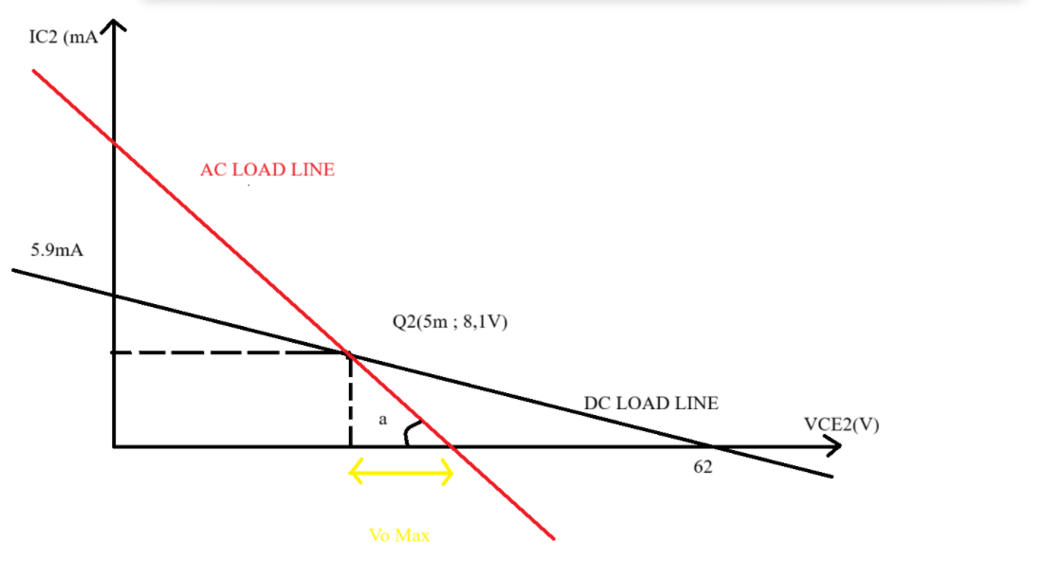 IC2 (mA
AC LOAD LINE
5.9mA
Q2(5m ; 8,1V)
DC LOAD LINE
a
VCE2(V)
62
Vo Max